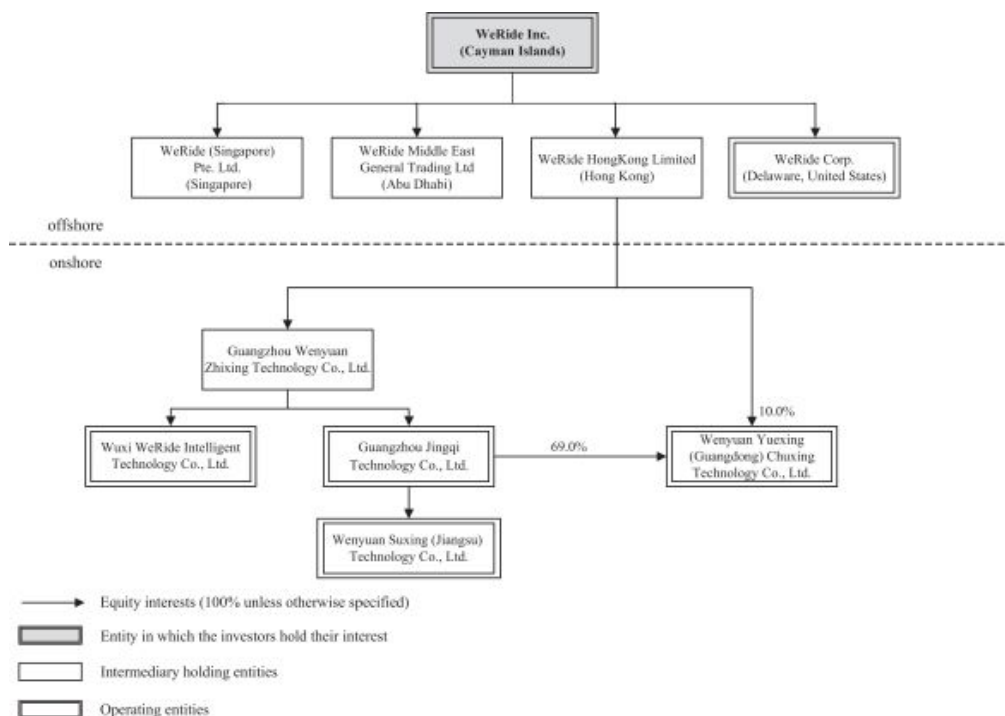 WeRide Inc.
(Cayman Islands)
WeRide (Singapore)
Pte. Ltd.
(Singapore)
WeRide Middle East
General Trading Ltd
(Abu Dhabi)
WeRide HongKong Limited
(Hong Kong)
WeRide Corp.
(Delaware, United States)
offshore
onshore
Guangzhou Wenyuan
Zhixing Technology Co., Ltd.
10.0%
Wuxi WeRide Intelligent
Technology Co., Ltd.
Guangzhou Jingqi
Technology Co., Ltd.
69.0%
Wenyuan Yuexing
(Guangdong) Chuxing
Technology Co., Ltd.
Wenyuan Suxing (Jiangsu)
Technology Co., Ltd.
Equity interests (100% unless otherwise specified)
Entity in which the investors hold their interest
Intermediary holding entities
Operating entities